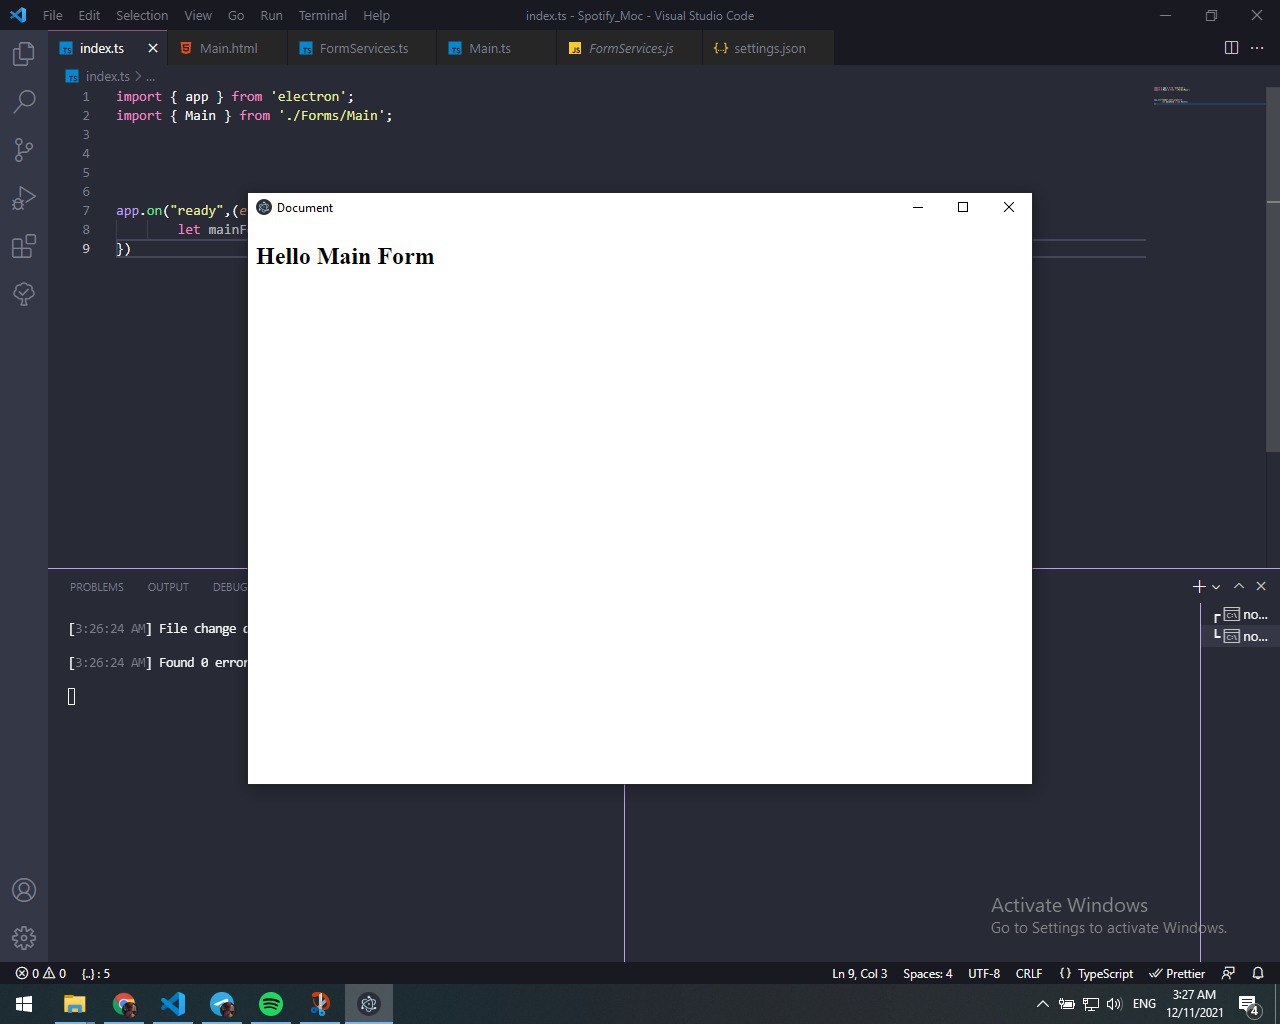 File Edit Selection View Go Run Terminal Help index.ts - Spotify_Moc - Visual Studio Code
index.ts Main.html FormServices.ts Main.ts FormServices.js settings.json
index.ts > ...
1 import { app } from 'electron';
2 import { Main } from './Forms/Main';
3
4
5
6
7 app.on("ready",(e
8 let mainF
9 })
Document
Hello Main Form
PROBLEMS OUTPUT DEBUG
[3:26:24 AM] File change
[3:26:24 AM] Found 0 error
no...
no...
Activate Windows
Go to Settings to activate Windows.
0 0 {..} : 5 Ln 9, Col 3 Spaces: 4 UTF-8 CRLF {} TypeScript Prettier
ENG 3:27 AM 4
12/11/2021